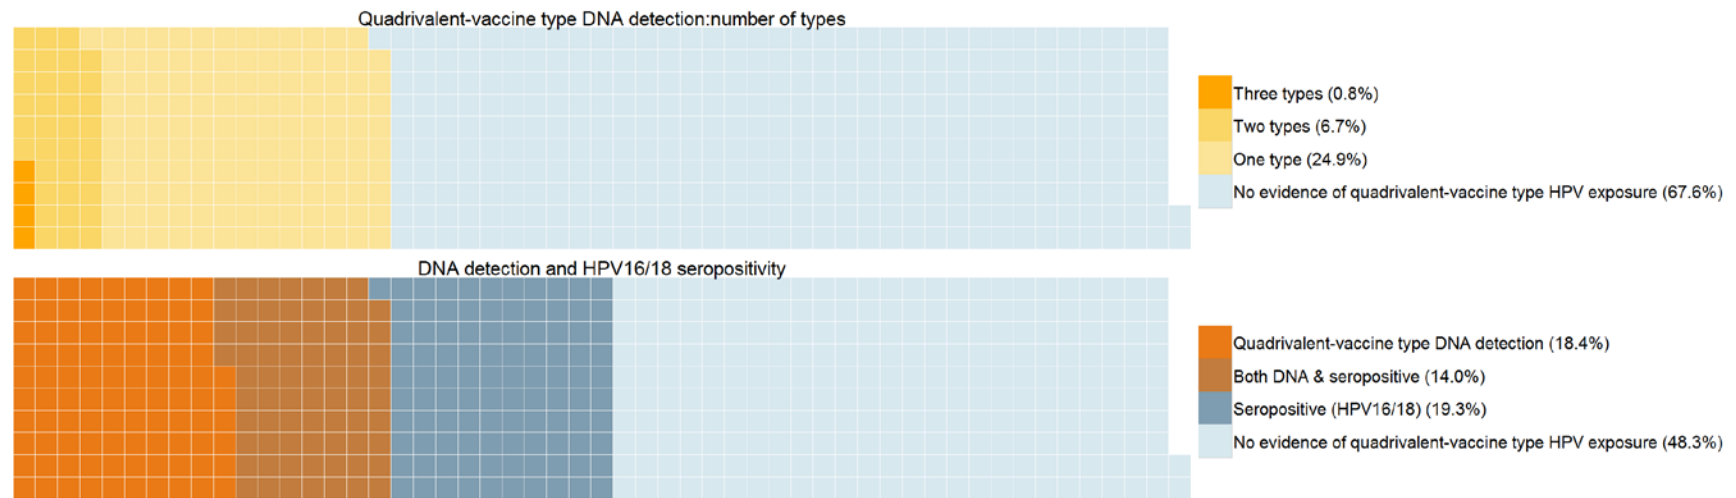 Quadrivalent-vaccine type DNA detection:number of types
Three types (0.8%)
Two types (6.7%)
One type (24.9%)
No evidence of quadrivalent-vaccine type HPV exposure (67.6%)
DNA detection and HPV16/18 seropositivity
Quadrivalent-vaccine type DNA detection (18.4%)
Both DNA & seropositive (14.0%)
Seropositive (HPV16/18) (19.3%)
No evidence of quadrivalent-vaccine type HPV exposure (48.3%)